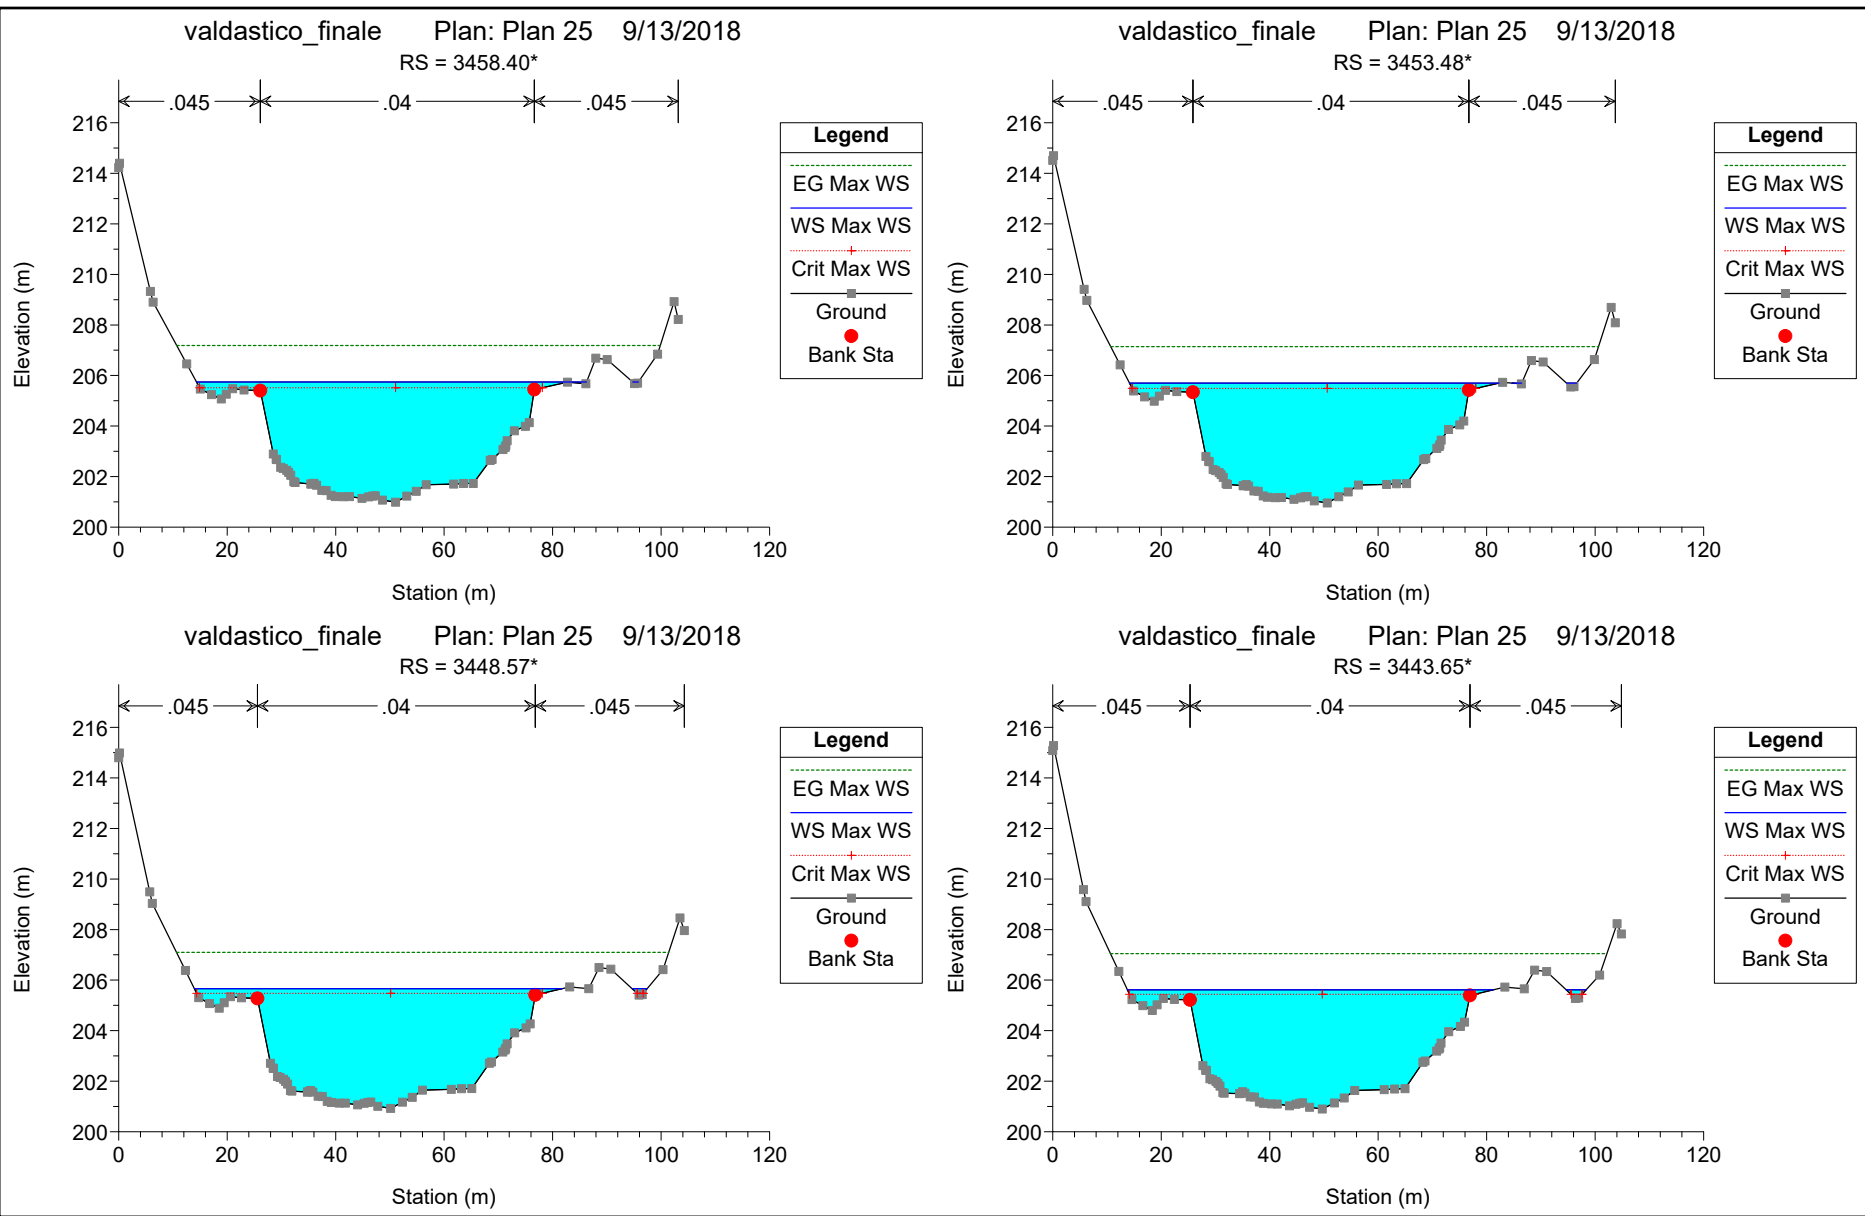 valdastico_finale Plan: Plan 25 9/13/2018
RS = 3458.40*
.045 .04 .045
216
214
212
210
208
206
204
202
200
Elevation (m)
0 20 40 60 80 100 120
Station (m)
Legend
EG Max WS
WS Max WS
Crit Max WS
Ground
Bank Sta
valdastico_finale Plan: Plan 25 9/13/2018
RS = 3453.48*
.045 .04 .045
216
214
212
210
208
206
204
202
200
Elevation (m)
0 20 40 60 80 100 120
Station (m)
Legend
EG Max WS
WS Max WS
Crit Max WS
Ground
Bank Sta
valdastico_finale Plan: Plan 25 9/13/2018
RS = 3448.57*
.045 .04 .045
216
214
212
210
208
206
204
202
200
Elevation (m)
0 20 40 60 80 100 120
Station (m)
Legend
EG Max WS
WS Max WS
Crit Max WS
Ground
Bank Sta
valdastico_finale Plan: Plan 25 9/13/2018
RS = 3443.65*
.045 .04 .045
216
214
212
210
208
206
204
202
200
Elevation (m)
0 20 40 60 80 100 120
Station (m)
Legend
EG Max WS
WS Max WS
Crit Max WS
Ground
Bank Sta